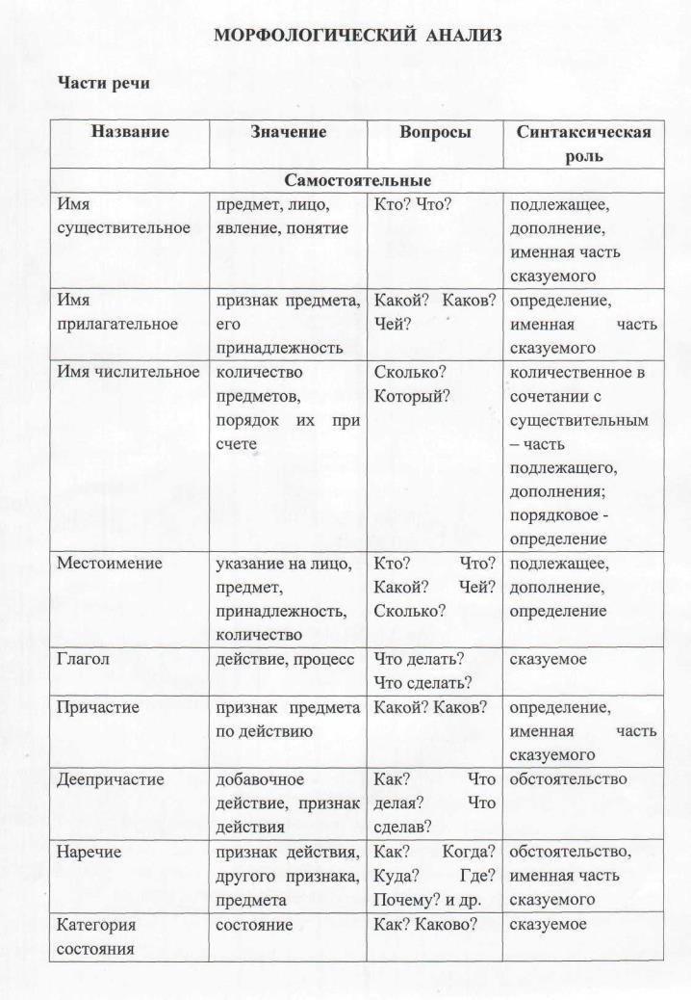 МОРФОЛОГИЧЕСКИЙ АНАЛИЗ
Части речи
Название Значение Вопросы Синтаксическая
роль
Самостоятельные
Имя предмет, лицо, Кто? Что? подлежащее,
существительное явление, понятие дополнение,
именная часть
сказуемого
Имя признак предмета, Какой? Каков? определение,
прилагательное его Чей? именная часть
принадлежность сказуемого
Имя числительное количество Сколько? количественное в
предметов, Который? сочетании с
порядок их при существительным
счете – часть
подлежащего,
дополнения;
порядковое -
определение
Местоимение указание на лицо, Кто? Что? подлежащее,
предмет, Какой? Чей? дополнение,
принадлежность, Сколько? определение
количество
Глагол действие, процесс Что делать? сказуемое
Что сделать?
Причастие признак предмета Какой? Каков? определение,
по действию именная часть
сказуемого
Деепричастие добавочное Как? Что обстоятельство
действие, признак делая? Что
действия сделав?
Наречие признак действия, Как? Когда? обстоятельство,
другого признака, Куда? Где? именная часть
предмета Почему? и др. сказуемого
Категория состояние Как? Каково? сказуемое
состояния